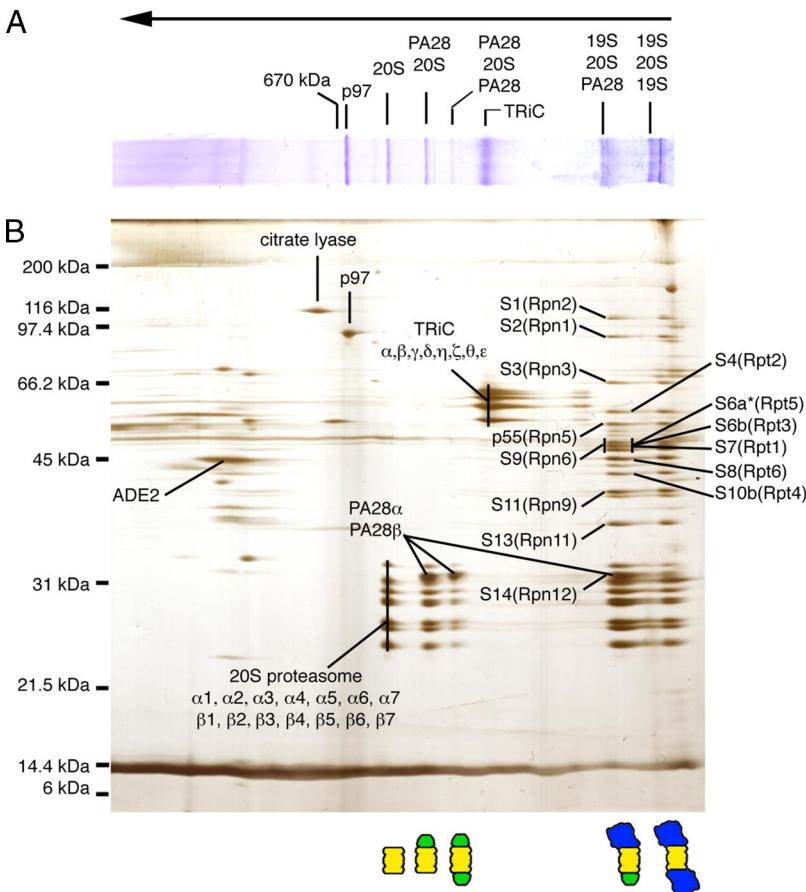 A
670 kDa
p97
20S
PA28
20S
PA28
20S
PA28
TRiC
19S
20S
PA28
19S
20S
19S
B
200 kDa
116 kDa
97.4 kDa
66.2 kDa
45 kDa
31 kDa
21.5 kDa
14.4 kDa
6 kDa
citrate lyase
p97
TRiC
α,β,γ,δ,η,ζ,θ,ε
ADE2
PA28α
PA28β
20S proteasome
α1, α2, α3, α4, α5, α6, α7
β1, β2, β3, β4, β5, β6, β7
S1(Rpn2)
S2(Rpn1)
S3(Rpn3)
p55(Rpn5)
S9(Rpn6)
S11(Rpn9)
S13(Rpn11)
S14(Rpn12)
S4(Rpt2)
S6a*(Rpt5)
S6b(Rpt3)
S7(Rpt1)
S8(Rpt6)
S10b(Rpt4)